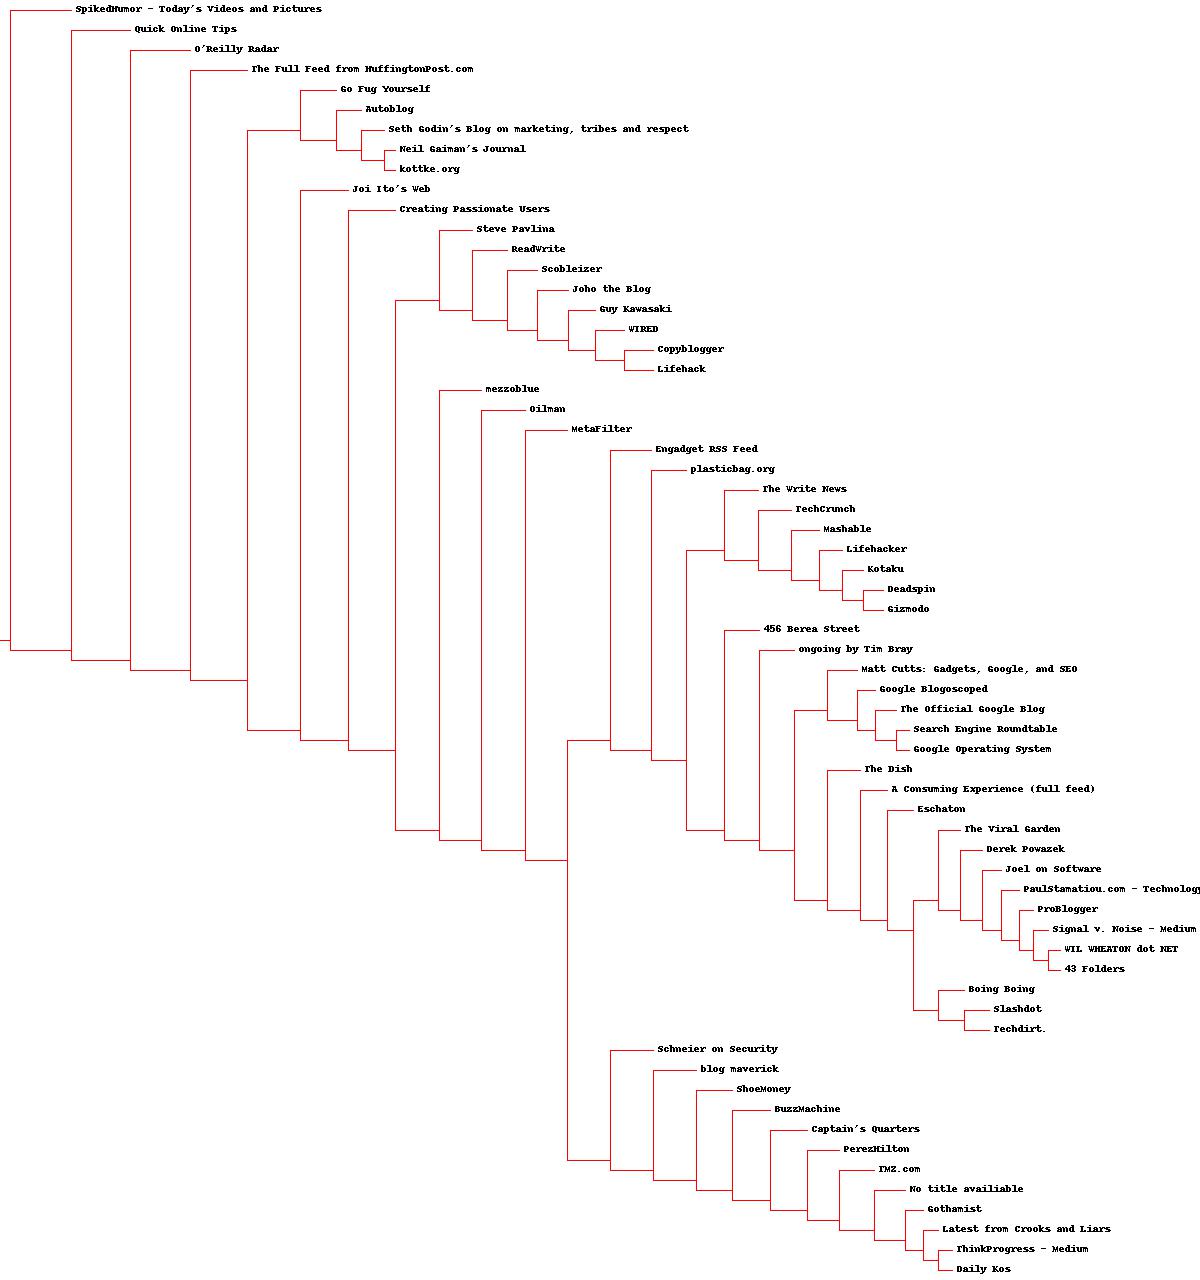 SpikedHumor - Today's Videos and Pictures
Quick Online Tips
O'Reilly Radar
The Full Feed from HuffingtonPost.com
Go Fug Yourself
Autoblog
Seth Godin's Blog on marketing, tribes and respect
Neil Gaiman's Journal
kottke.org
Joi Ito's Web
Creating Passionate Users
Steve Pavlina
ReadWrite
Scobleizer
Joho the Blog
Guy Kawasaki
WIRED
Copyblogger
Lifehack
mezzoblue
Oilman
MetaFilter
Engadget RSS Feed
plasticbag.org
The Write News
TechCrunch
Mashable
Lifehacker
Kotaku
Deadspin
Gizmodo
456 Berea Street
ongoing by Tim Bray
Matt Cutts: Gadgets, Google, and SEO
Google Blogoscoped
The Official Google Blog
Search Engine Roundtable
Google Operating System
The Dish
A Consuming Experience (full feed)
Eschaton
The Viral Garden
Derek Powazek
Joel on Software
PaulStamatiou.com - Technology
ProBlogger
Signal v. Noise - Medium
WIL WHEATON dot NET
43 Folders
Boing Boing
Slashdot
Techdirt.
Schneier on Security
blog maverick
ShoeMoney
BuzzMachine
Captain's Quarters
PerezHilton
TMZ.com
No title availiable
Gothamist
Latest from Crooks and Liars
ThinkProgress - Medium
Daily Kos